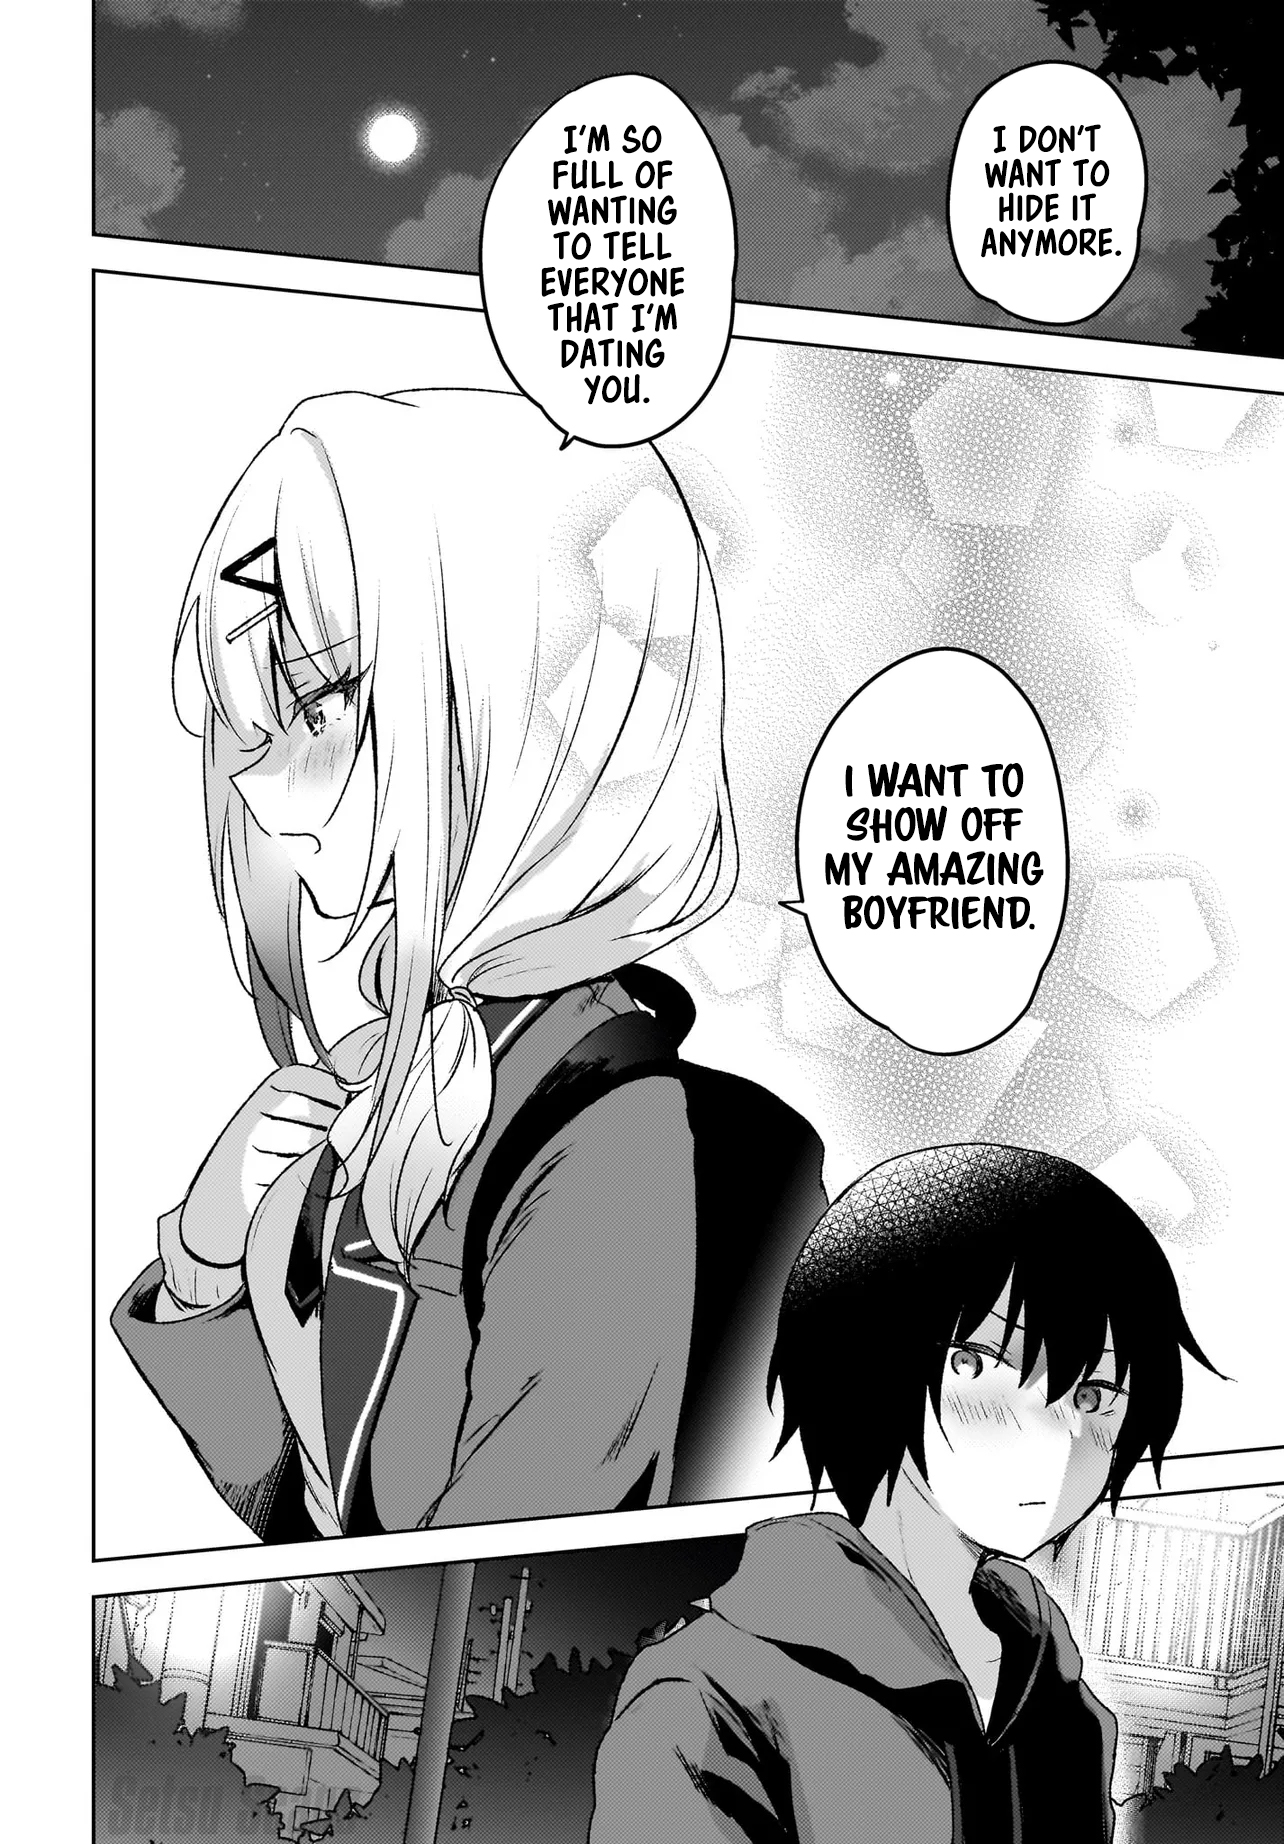 I DON'T
WANT TO
HIDE IT
ANYMORE.
I'M SO
FULL OF
WANTING
TO TELL
EVERYONE
THAT I'M
DATING
YOU.
I WANT TO
SHOW OFF
MY AMAZING
BOYFRIEND.
Setsu